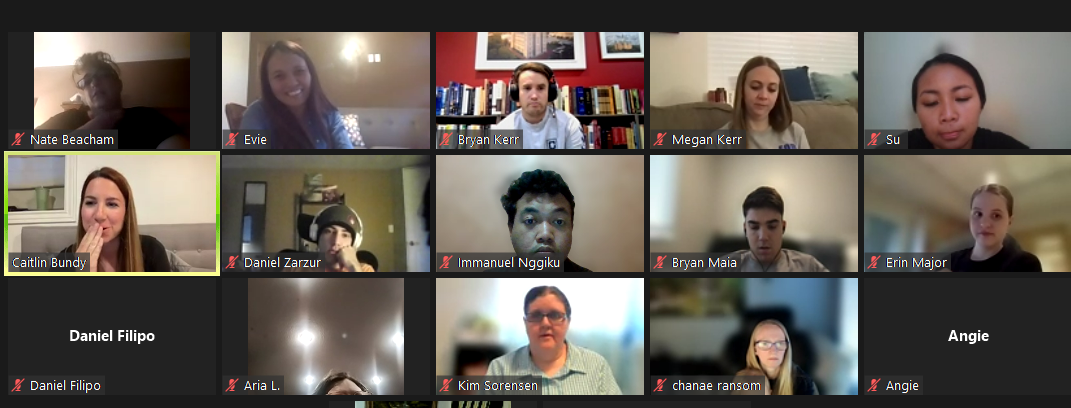 Nate Beacham
Evie
Bryan Kerr
Megan Kerr
Su
Caitlin Bundy
Daniel Zarzur
Immanuel Nggiku
Bryan Maia
Erin Major
Daniel Filipo
Daniel Filipo
Aria L.
Kim Sorensen
chanae ransom
Angie
Angie